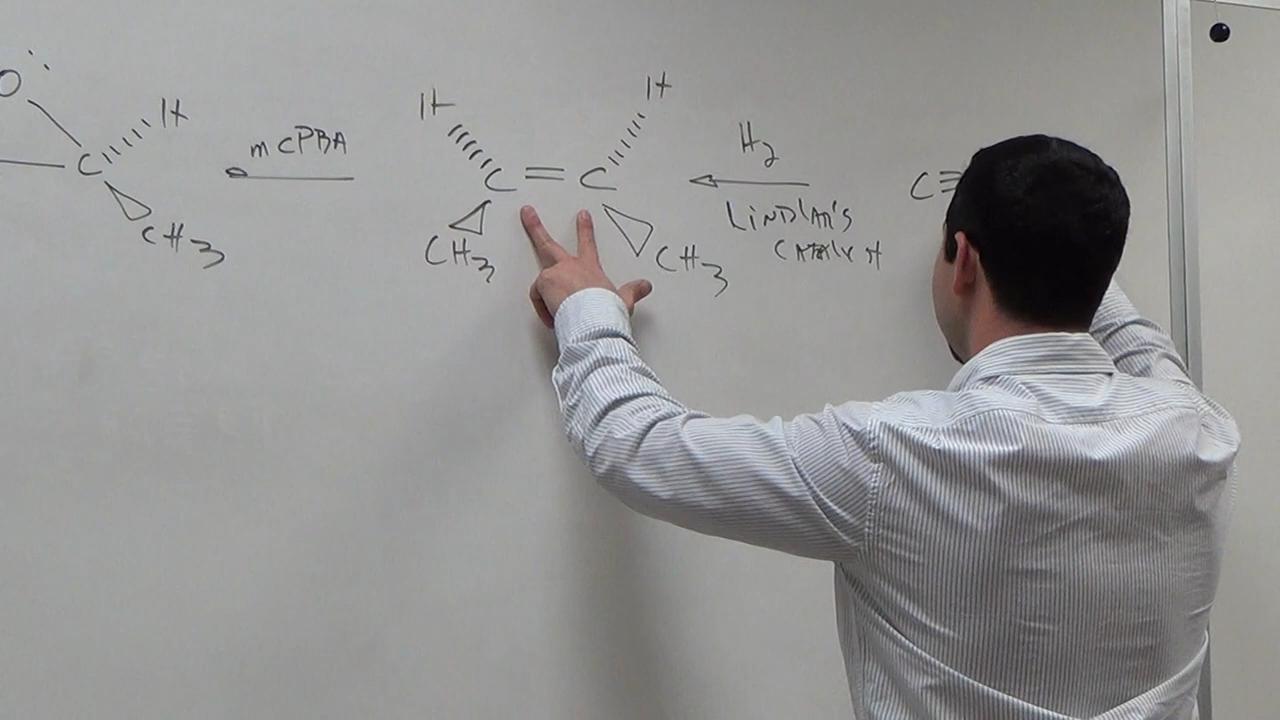 O
H
C
CH3
mCPBA
H
H
C=C
CH3
CH3
H2
LiNDlAR'S
CATAlyst
C≡